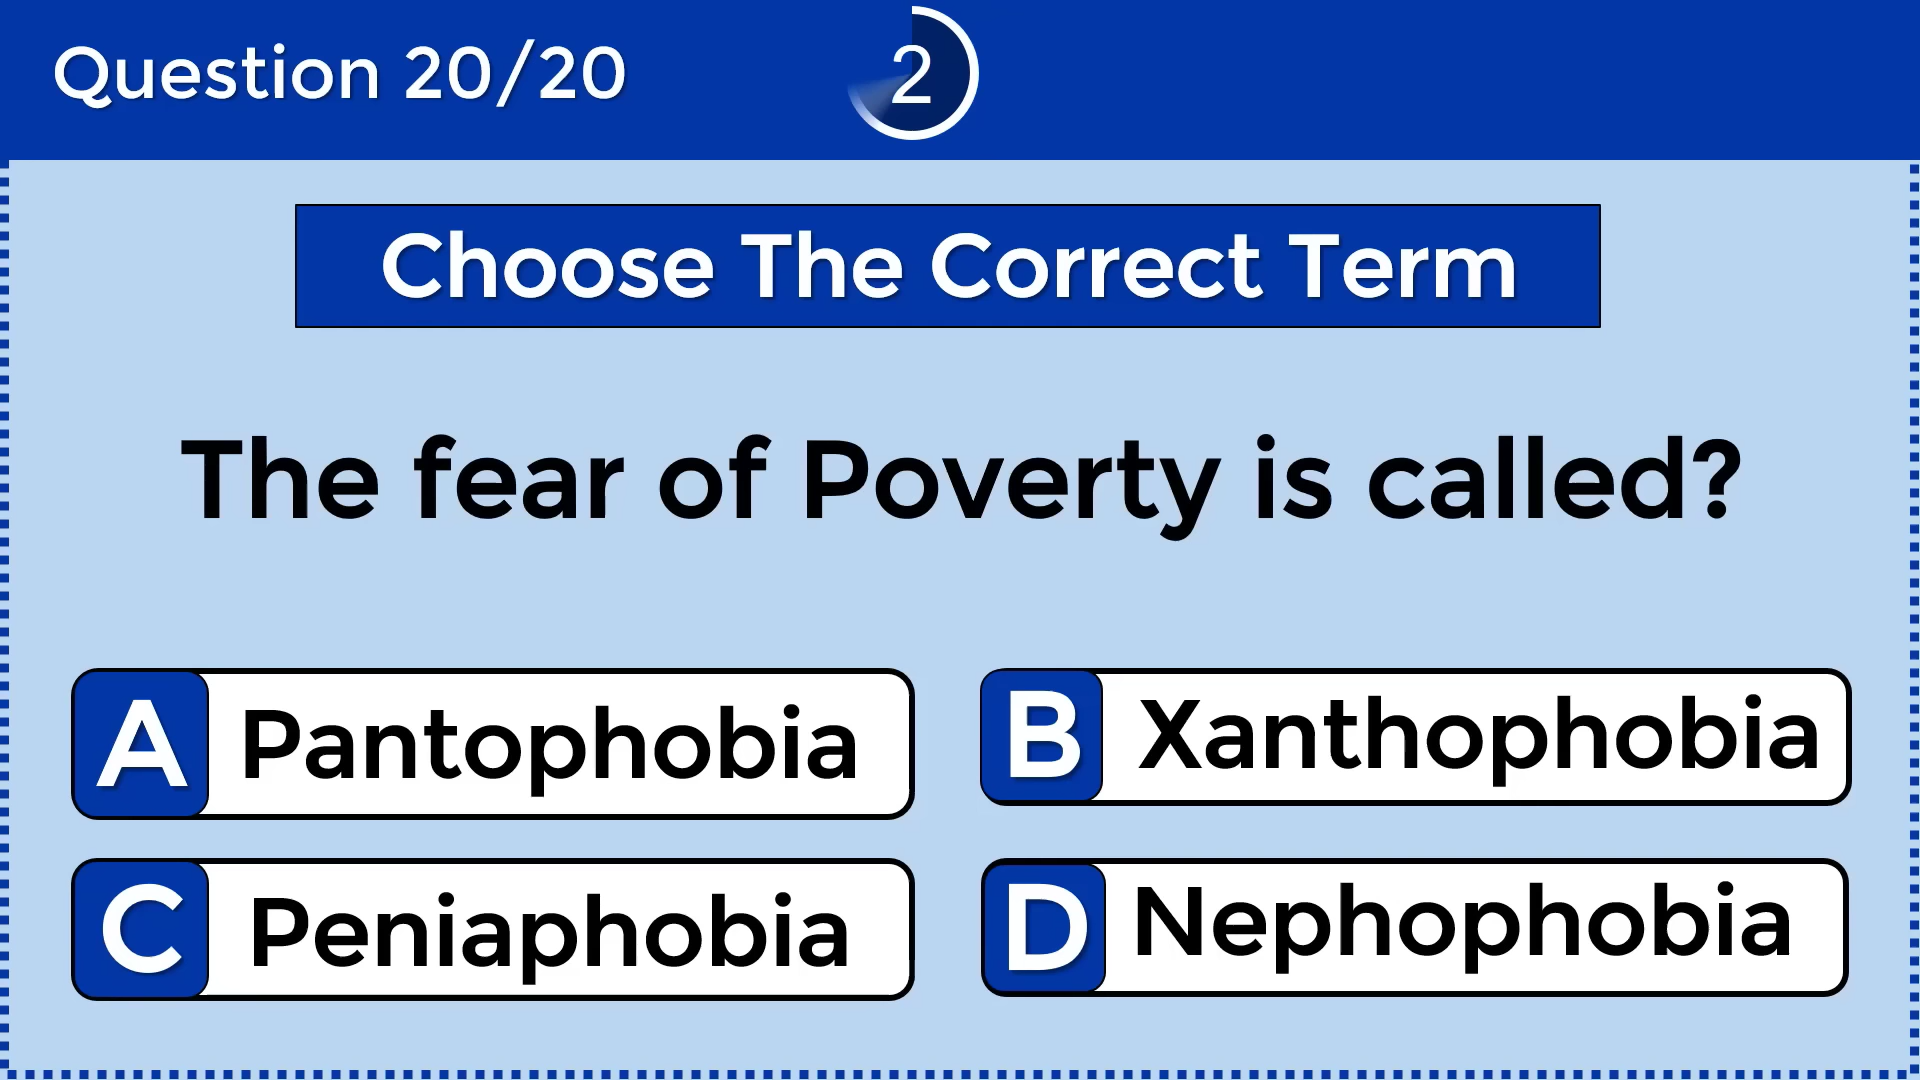 Question 20/20
2
Choose The Correct Term
The fear of Poverty is called?
A Pantophobia
B Xanthophobia
C Peniaphobia
D Nephophobia